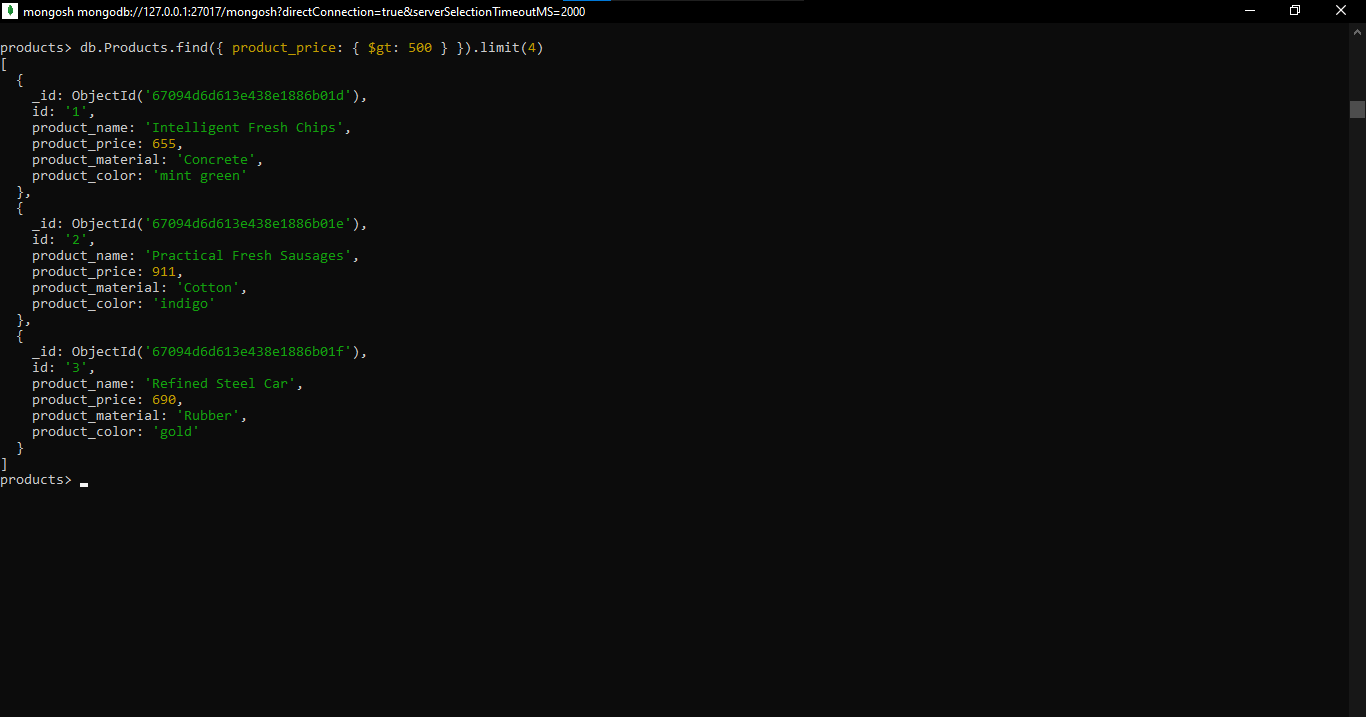 mongosh mongodb://127.0.0.1:27017/mongosh?directConnection=true&serverSelectionTimeoutMS=2000
products> db.Products.find({ product_price: { $gt: 500 } }).limit(4)
[
  {
    _id: ObjectId('67094d6d613e438e1886b01d'),
    id: '1',
    product_name: 'Intelligent Fresh Chips',
    product_price: 655,
    product_material: 'Concrete',
    product_color: 'mint green'
  },
  {
    _id: ObjectId('67094d6d613e438e1886b01e'),
    id: '2',
    product_name: 'Practical Fresh Sausages',
    product_price: 911,
    product_material: 'Cotton',
    product_color: 'indigo'
  },
  {
    _id: ObjectId('67094d6d613e438e1886b01f'),
    id: '3',
    product_name: 'Refined Steel Car',
    product_price: 690,
    product_material: 'Rubber',
    product_color: 'gold'
  }
]
products>